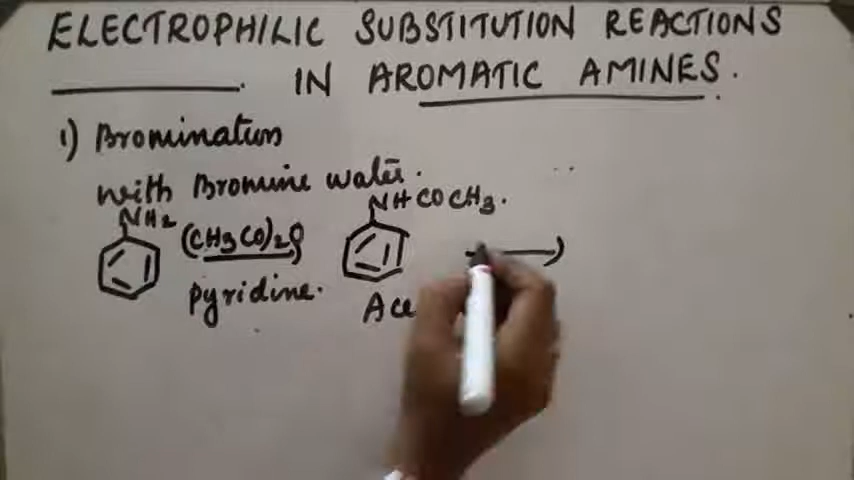 ELECTROPHILIC SUBSTITUTION REACTIONS
IN AROMATIC AMINES.
1) Bromination
with Bromine water.
NH2 (CH3CO)2O NHCOCH3.
pyridine.